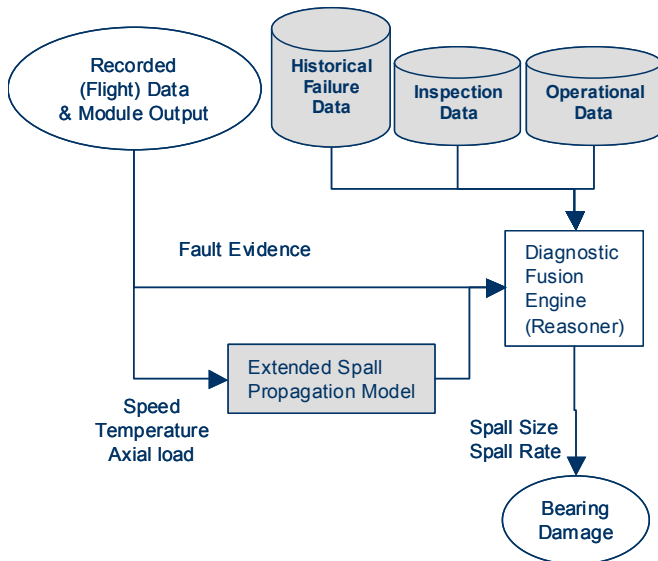 Recorded
(Flight) Data
& Module Output
Historical
Failure
Data
Inspection
Data
Operational
Data
Fault Evidence
Diagnostic
Fusion
Engine
(Reasoner)
Extended Spall
Propagation Model
Speed
Temperature
Axial load
Spall Size
Spall Rate
Bearing
Damage